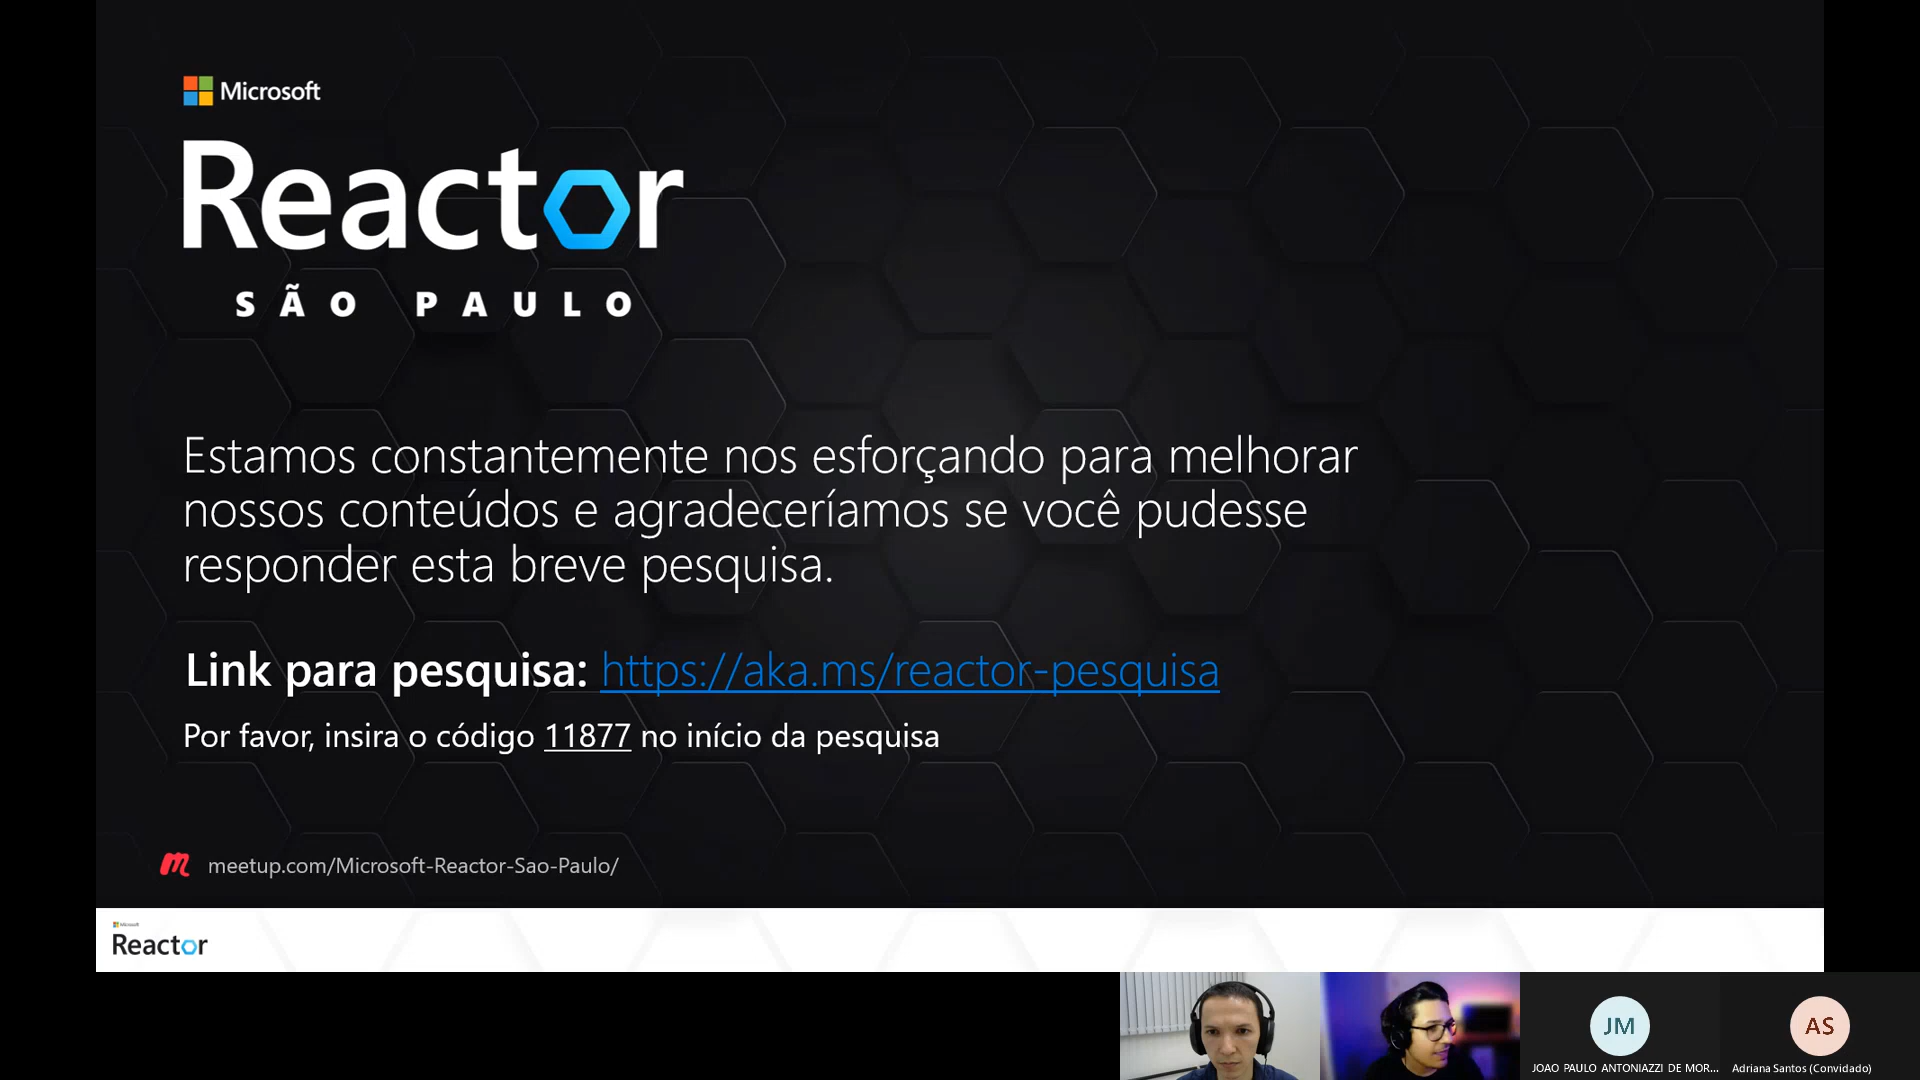 Microsoft
Reactor
SÃO PAULO
Estamos constantemente nos esforçando para melhorar
nossos conteúdos e agradeceríamos se você pudesse
responder esta breve pesquisa.
Link para pesquisa: https://aka.ms/reactor-pesquisa
Por favor, insira o código 11877 no início da pesquisa
meetup.com/Microsoft-Reactor-Sao-Paulo/
Microsoft
Reactor
JM
AS
JOAO PAULO ANTONIAZZI DE MOR...
Adriana Santos (Convidado)